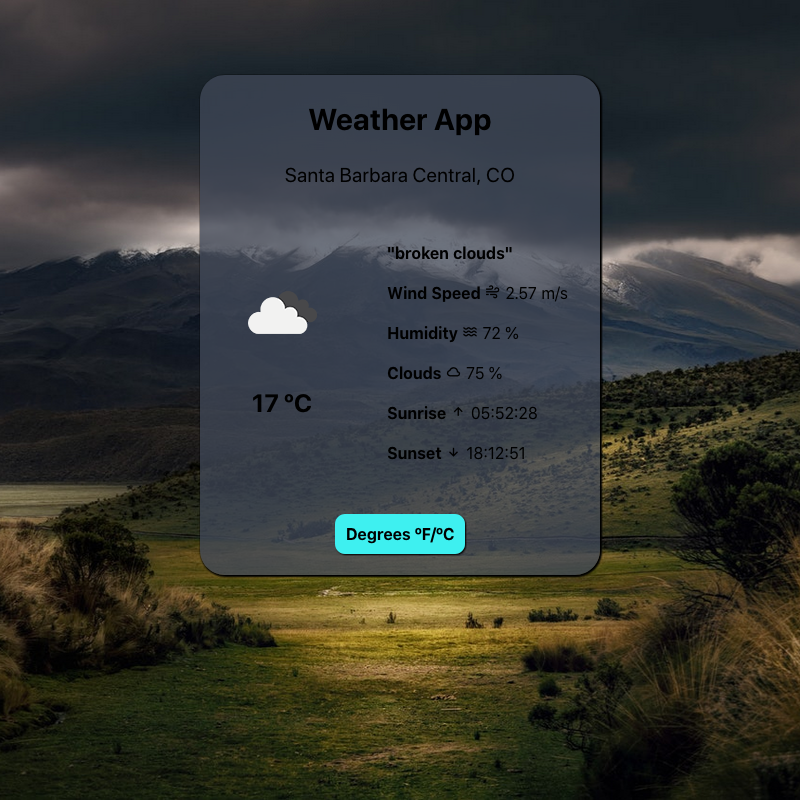 Weather App
Santa Barbara Central, CO
"broken clouds"
Wind Speed 2.57 m/s
Humidity 72 %
Clouds 75 %
17 ºC
Sunrise 05:52:28
Sunset 18:12:51
Degrees ºF/ºC